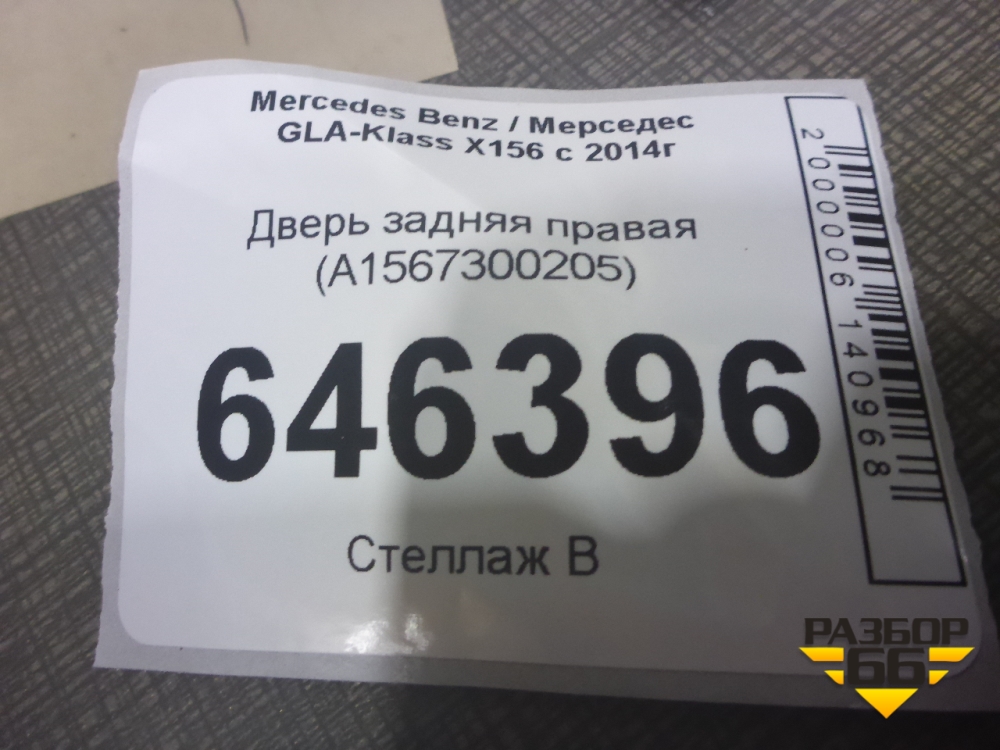 Mercedes Benz / Мерседес
GLA-Klass X156 с 2014г
Дверь задняя правая
(A1567300205)
646396
Стеллаж В
2000006140968
РАЗБОР
66